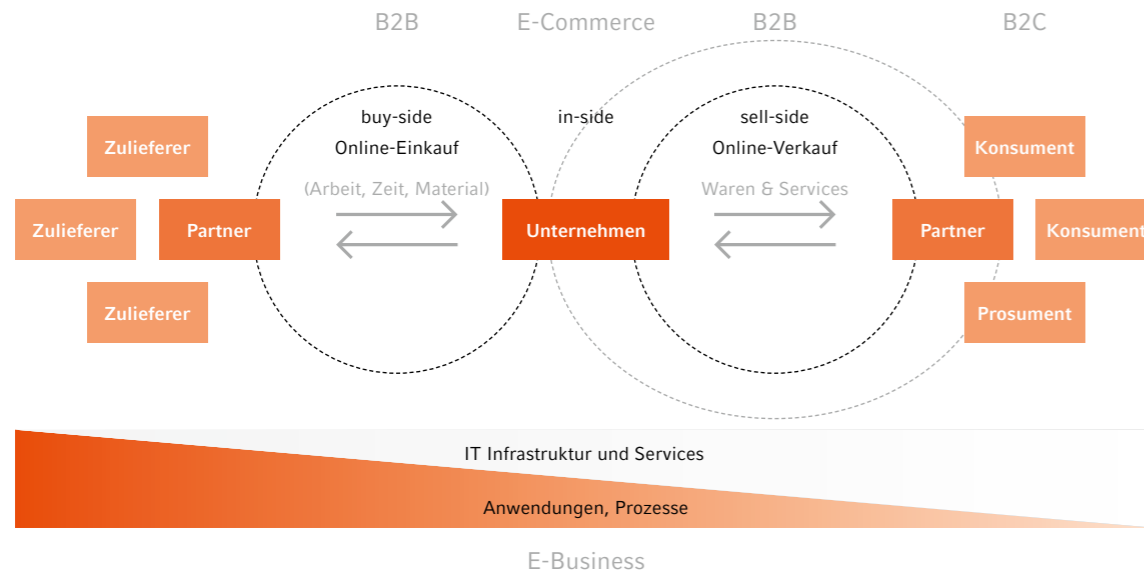 B2B
E-Commerce
B2B
B2C
buy-side
Online-Einkauf
(Arbeit, Zeit, Material)
in-side
sell-side
Online-Verkauf
Waren & Services
Zulieferer
Zulieferer
Partner
Zulieferer
Unternehmen
Konsument
Partner
Konsument
Prosument
IT Infrastruktur und Services
Anwendungen, Prozesse
E-Business